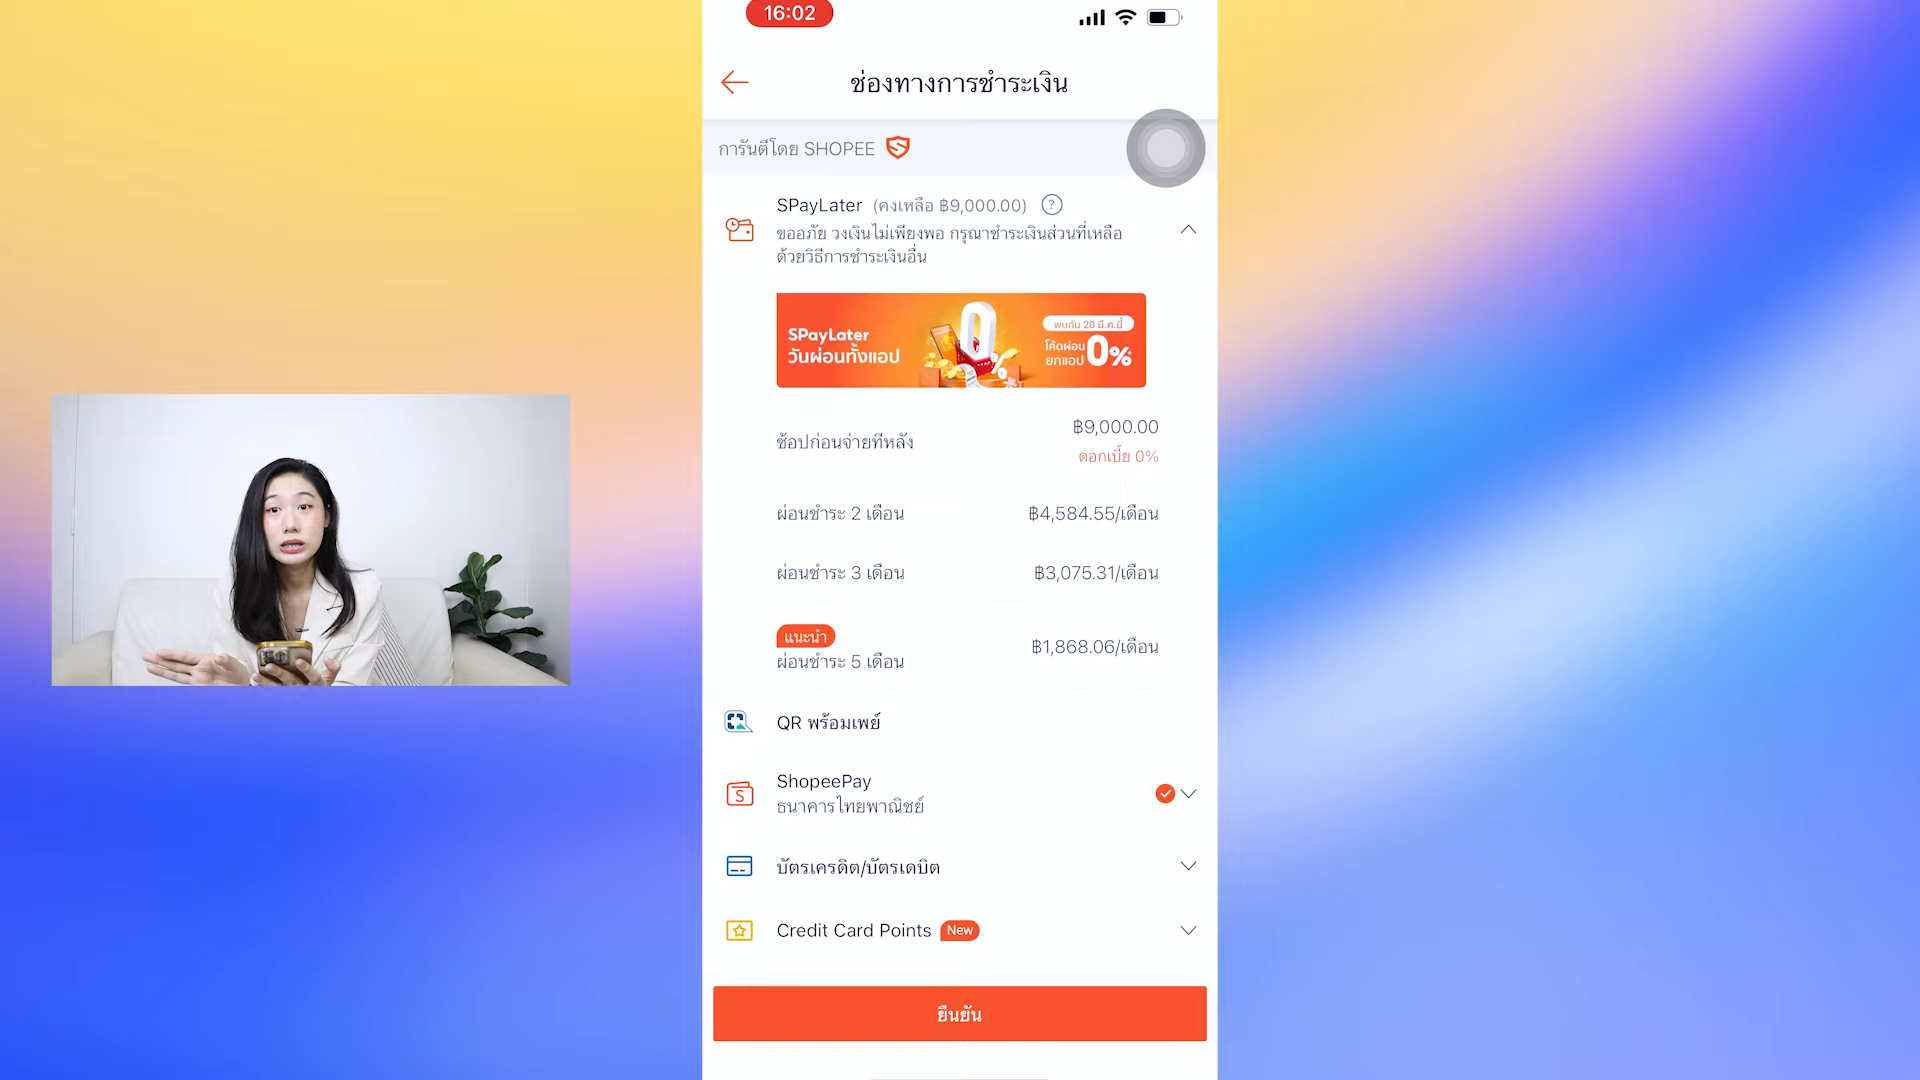 16:02
ช่องทางการชำระเงิน
การันตีโดย SHOPEE
SPayLater (คงเหลือ ฿9,000.00) ?
ขออภัย วงเงินไม่เพียงพอ กรุณาชำระเงินส่วนที่เหลือ
ด้วยวิธีการชำระเงินอื่น
SPayLater
วันผ่อนทั้งแอป
พบกัน 20 มี.ค.นี้
โค้ดผ่อน
ยกแอป 0%
ช้อปก่อนจ่ายทีหลัง
฿9,000.00
ดอกเบี้ย 0%
ผ่อนชำระ 2 เดือน ฿4,584.55/เดือน
ผ่อนชำระ 3 เดือน ฿3,075.31/เดือน
แนะนำ
ผ่อนชำระ 5 เดือน ฿1,868.06/เดือน
QR พร้อมเพย์
ShopeePay
ธนาคารไทยพาณิชย์
บัตรเครดิต/บัตรเดบิต
Credit Card Points New
ยืนยัน